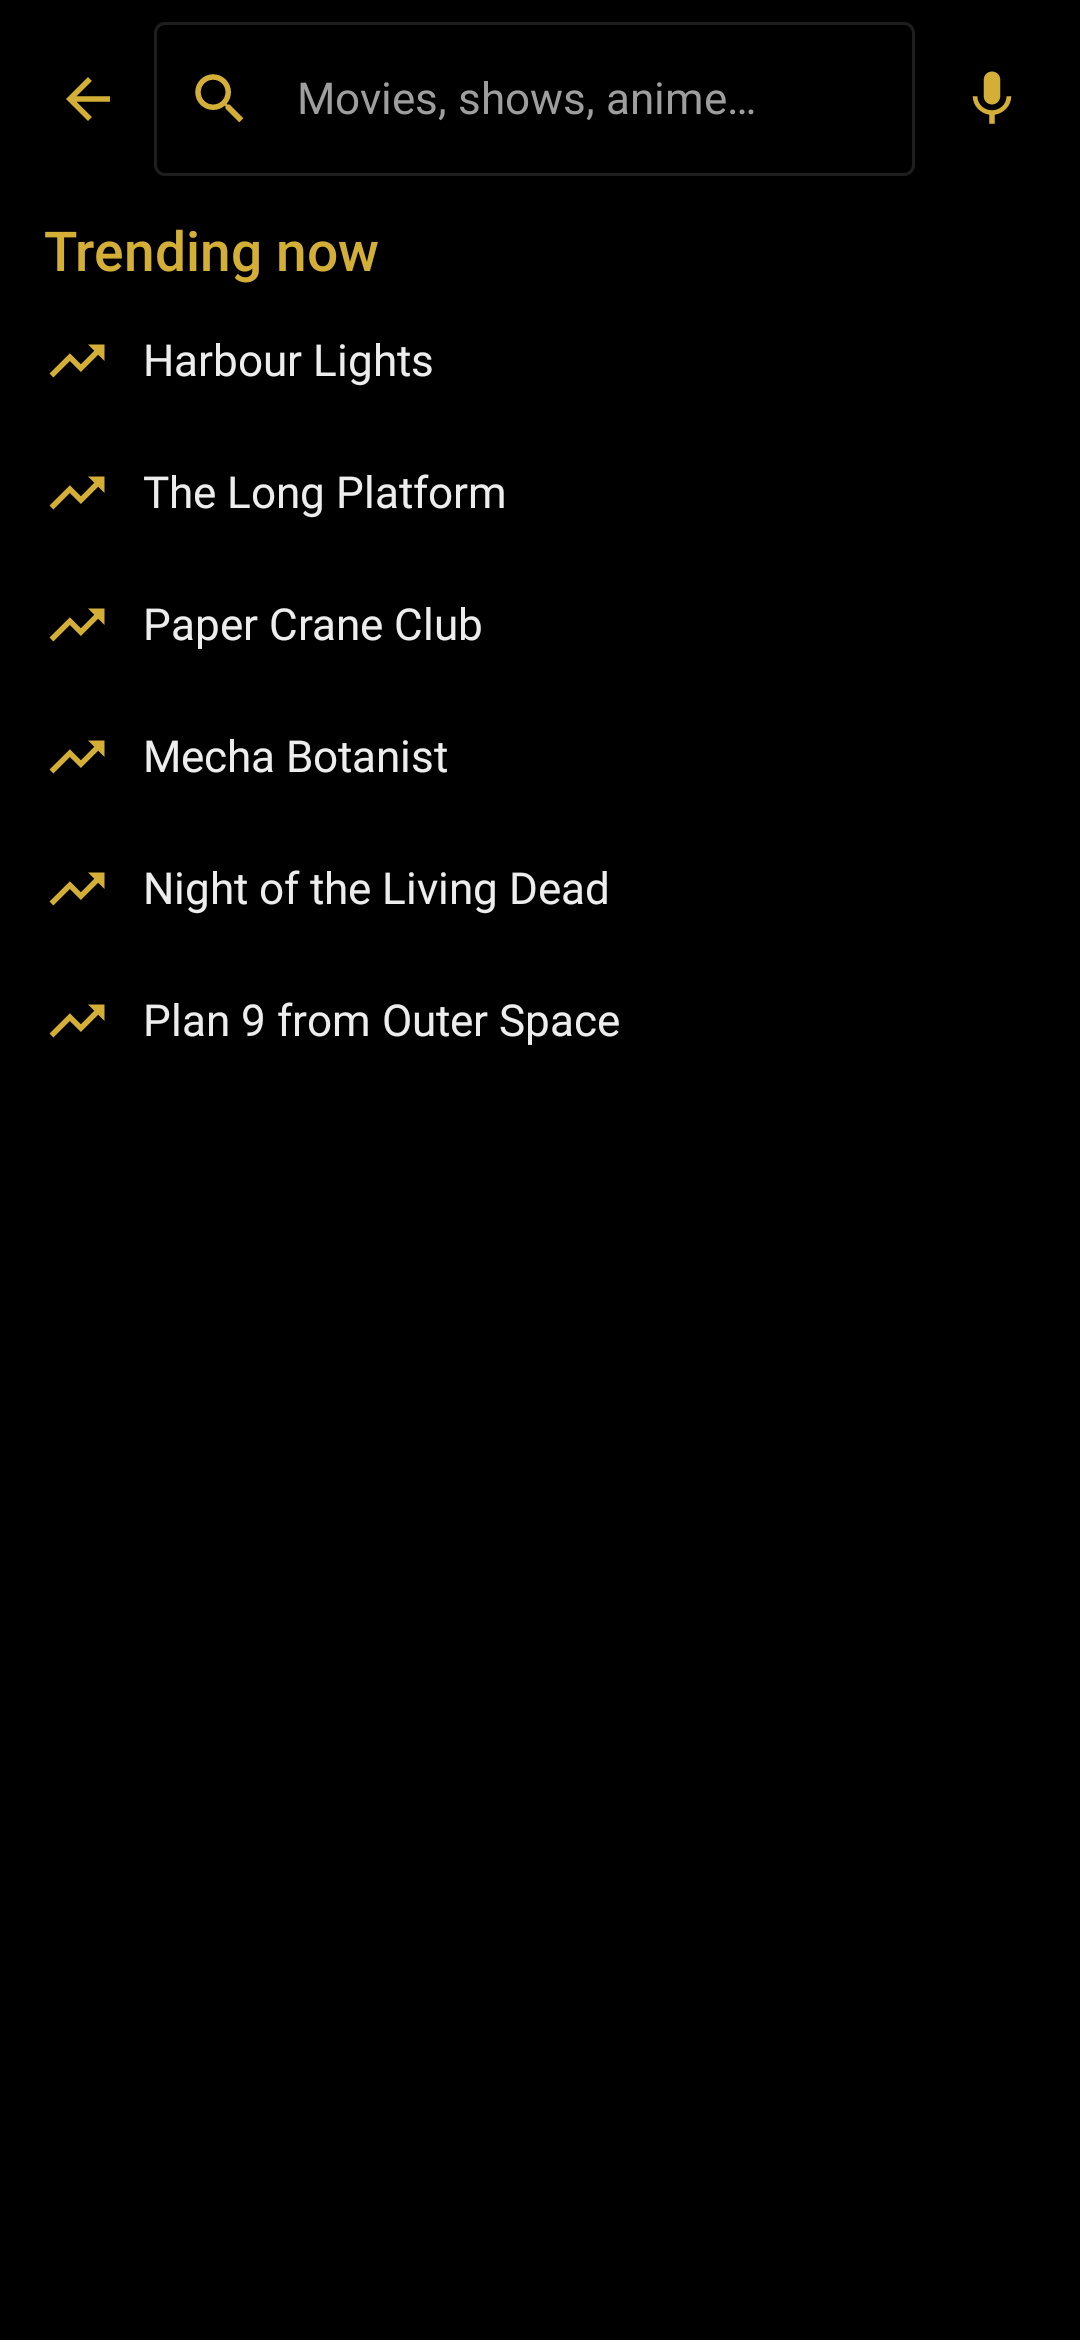 Movies, shows, anime...
Trending now
Harbour Lights
The Long Platform
Paper Crane Club
Mecha Botanist
Night of the Living Dead
Plan 9 from Outer Space